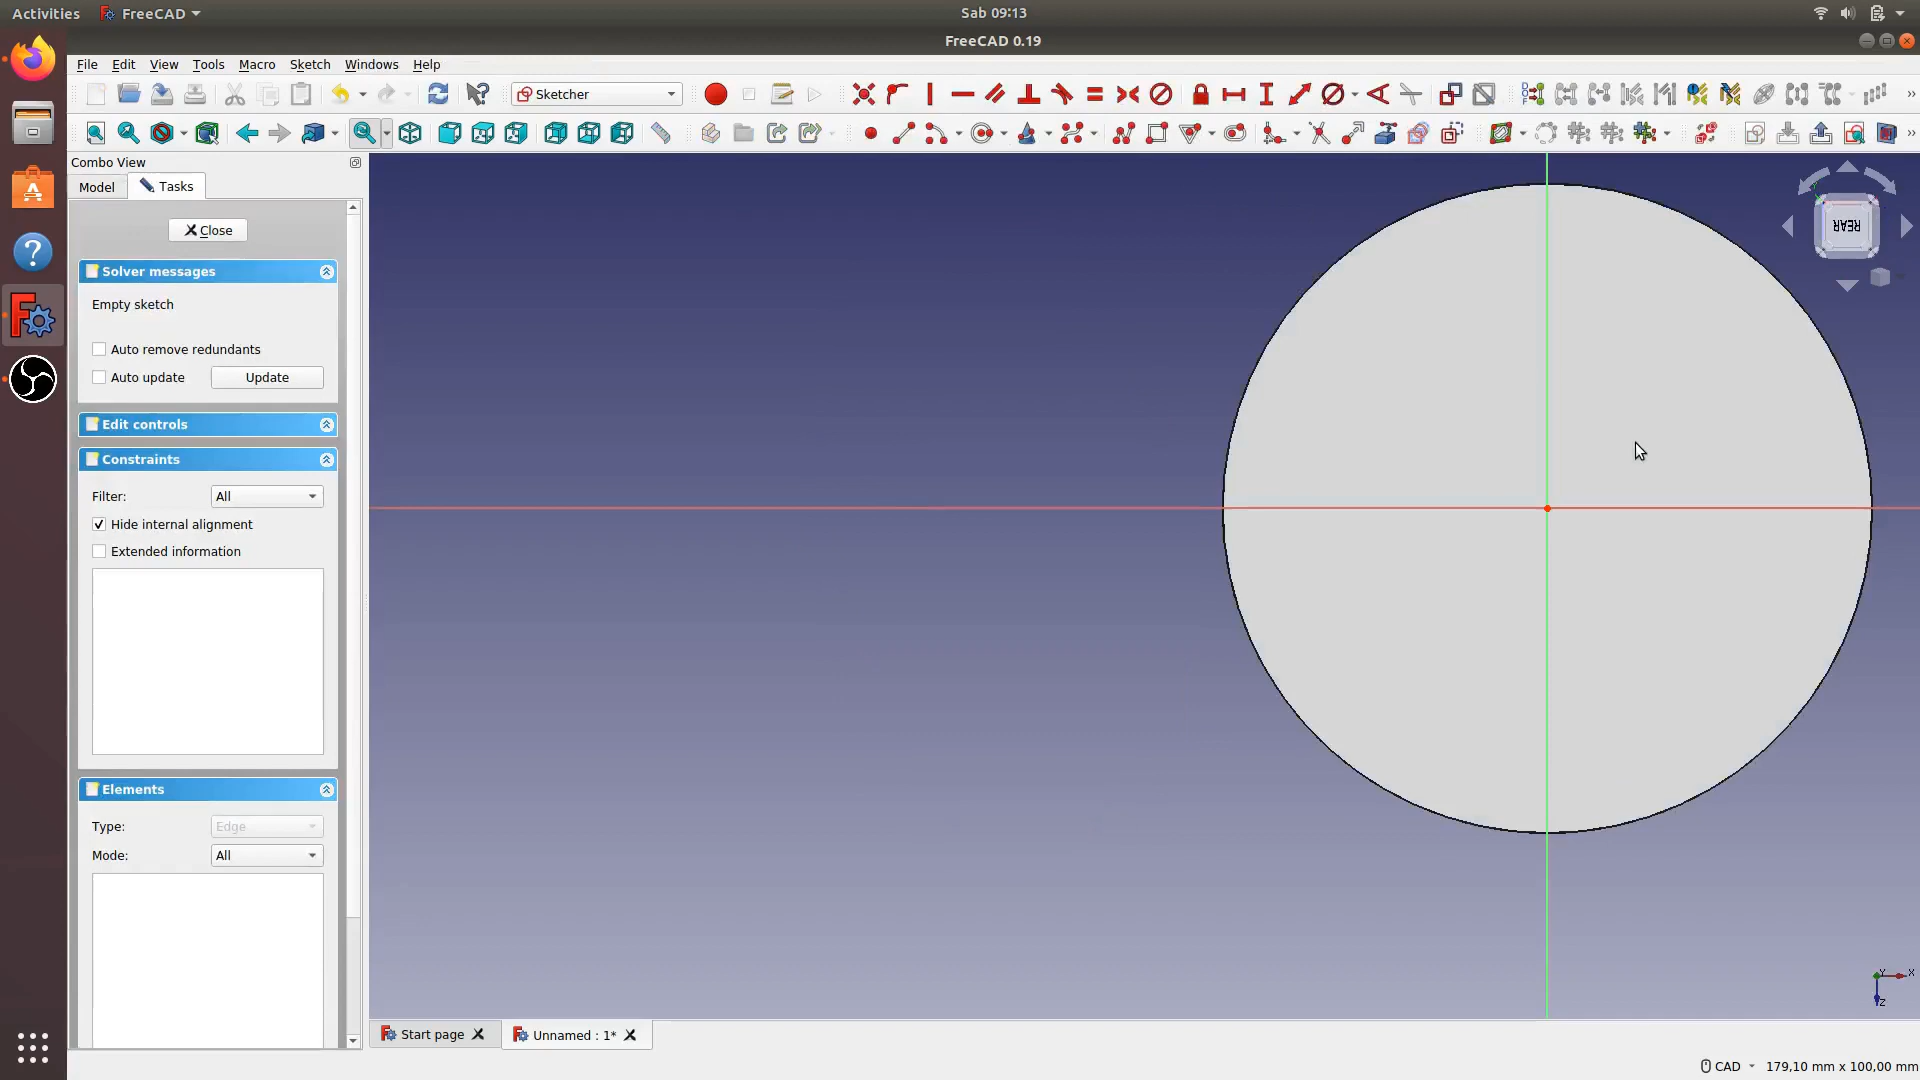 Activities FreeCAD Sab 09:13
FreeCAD 0.19
File Edit View Tools Macro Sketch Windows Help
Sketcher
Combo View
Model Tasks
Close
Solver messages
Empty sketch
Auto remove redundants
Auto update Update
Edit controls
Constraints
Filter: All
Hide internal alignment
Extended information
Elements
Type: Edge
Mode: All
REAR
Y X
Z
Start page Unnamed : 1*
CAD 179,10 mm x 100,00 mm